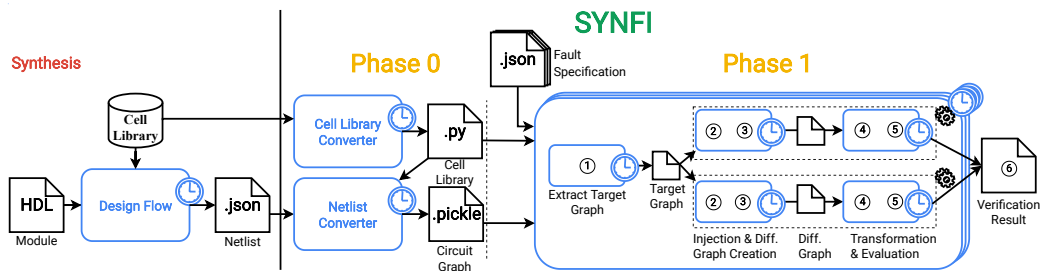 SYNFI
Synthesis
Phase 0
Phase 1
.json
Fault
Specification
Cell
Library
Cell Library
Converter
.py
Cell
Library
HDL
Module
Design Flow
.json
Netlist
Netlist
Converter
.pickle
Circuit
Graph
①
Extract Target
Graph
Target
Graph
② ③
④ ⑤
② ③
④ ⑤
Injection & Diff.
Graph Creation
Diff.
Graph
Transformation
& Evaluation
⑥
Verification
Result